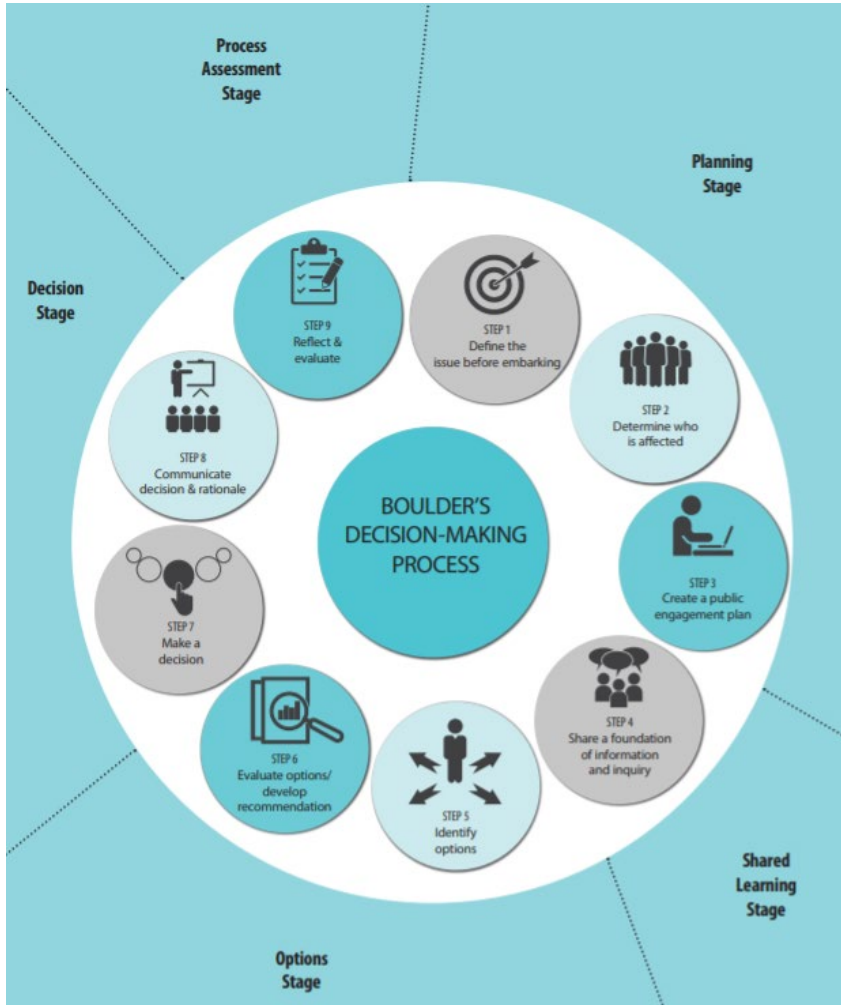 Process
Assessment
Stage
Planning
Stage
Decision
Stage
STEP 9
Reflect &
evaluate
STEP 1
Define the
issue before embarking
STEP 2
Determine who
is affected
STEP 8
Communicate
decision & rationale
BOULDER'S
DECISION-MAKING
PROCESS
STEP 3
Create a public
engagement plan
STEP 7
Make a
decision
STEP 4
Share a foundation
of information
and inquiry
STEP 6
Evaluate options/
develop
recommendation
STEP 5
Identify
options
Shared
Learning
Stage
Options
Stage